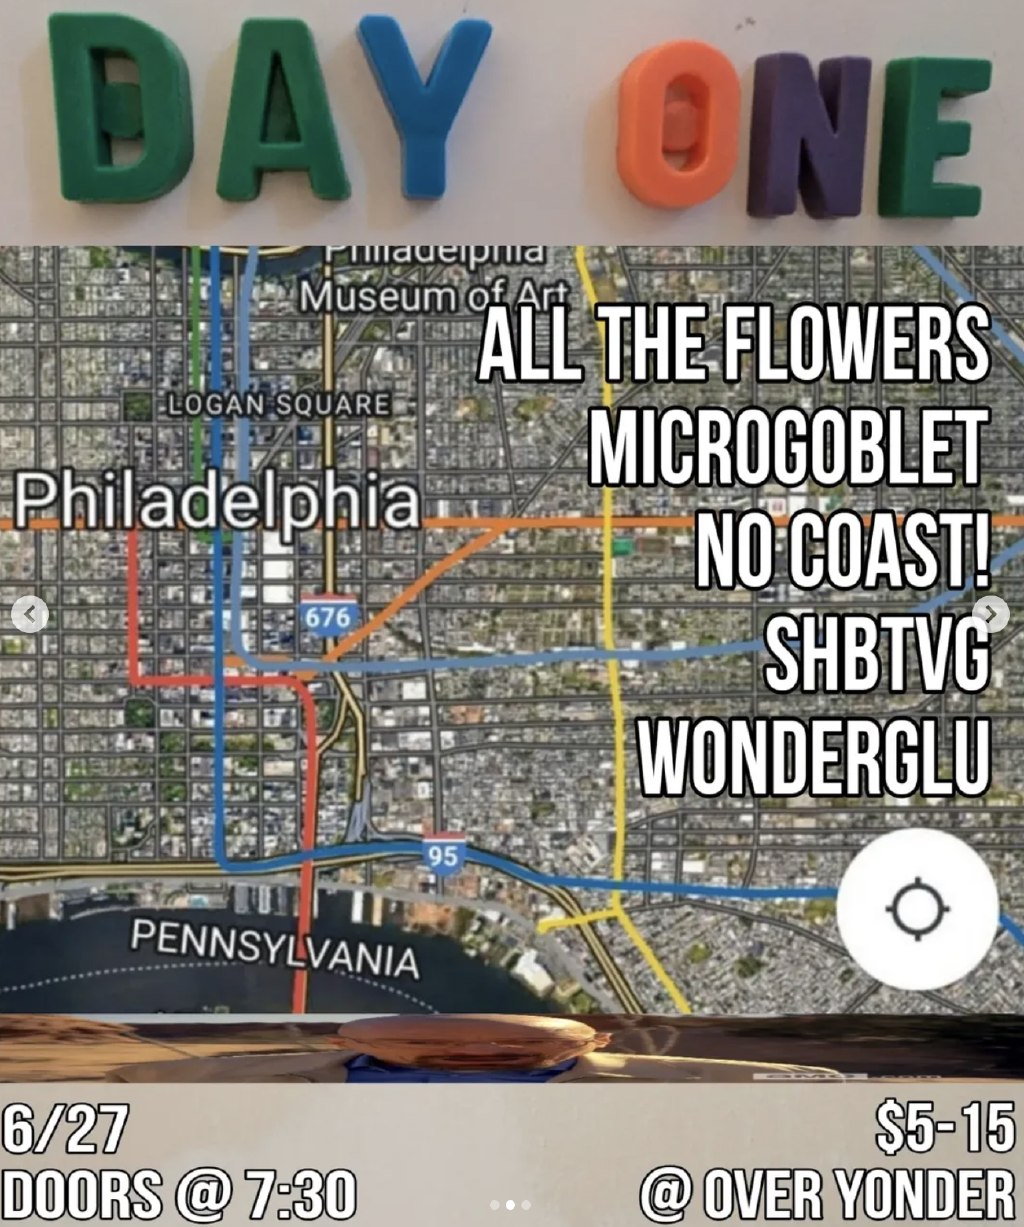 DAY ONE
Philadelphia
Museum of Art
ALL THE FLOWERS
LOGAN SQUARE
MICROGOBLET
Philadelphia
NO COAST!
676
SHBTVG
WONDERGLU
95
PENNSYLVANIA
6/27
$5-15
DOORS @ 7:30
@ OVER YONDER